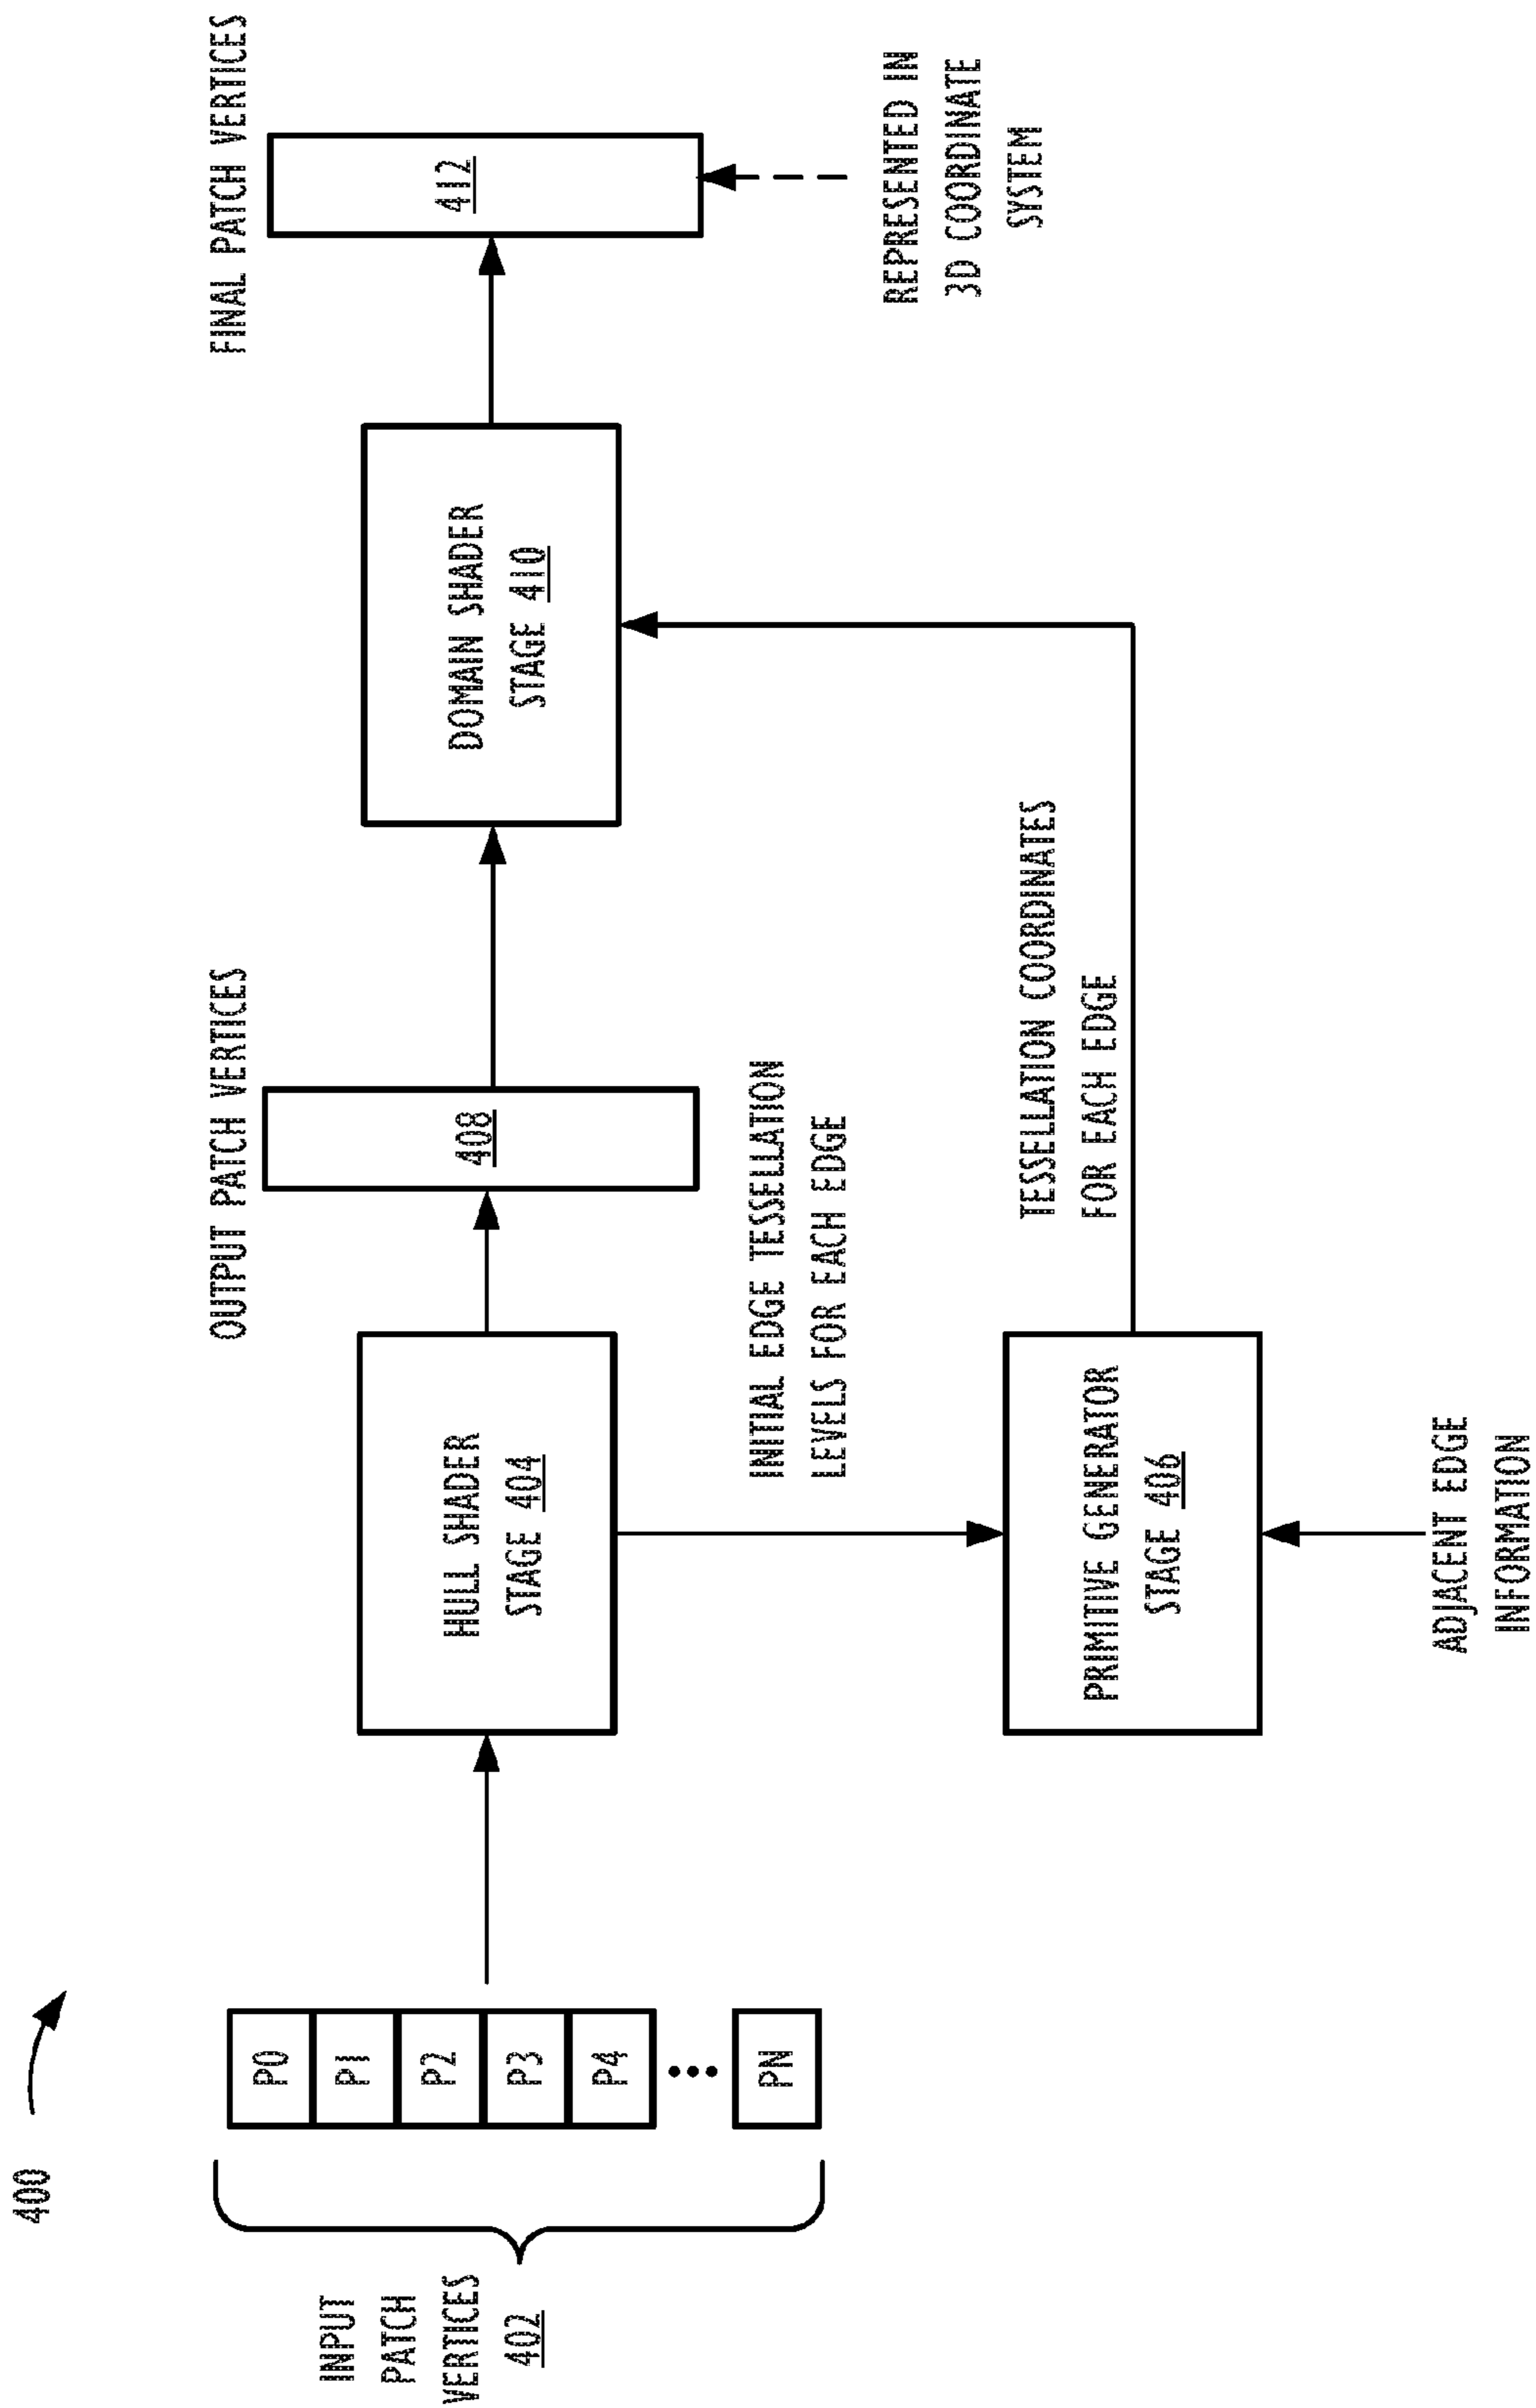 400
INPUT
PATCH
VERTICES
402
P0
P1
P2
P3
P4
PN
HULL SHADER
STAGE 404
OUTPUT PATCH VERTICES
408
INITIAL EDGE TESSELLATION
LEVELS FOR EACH EDGE
PRIMITIVE GENERATOR
STAGE 406
ADJACENT EDGE
INFORMATION
TESSELLATION COORDINATES
FOR EACH EDGE
DOMAIN SHADER
STAGE 410
FINAL PATCH VERTICES
412
REPRESENTED IN
3D COORDINATE
SYSTEM